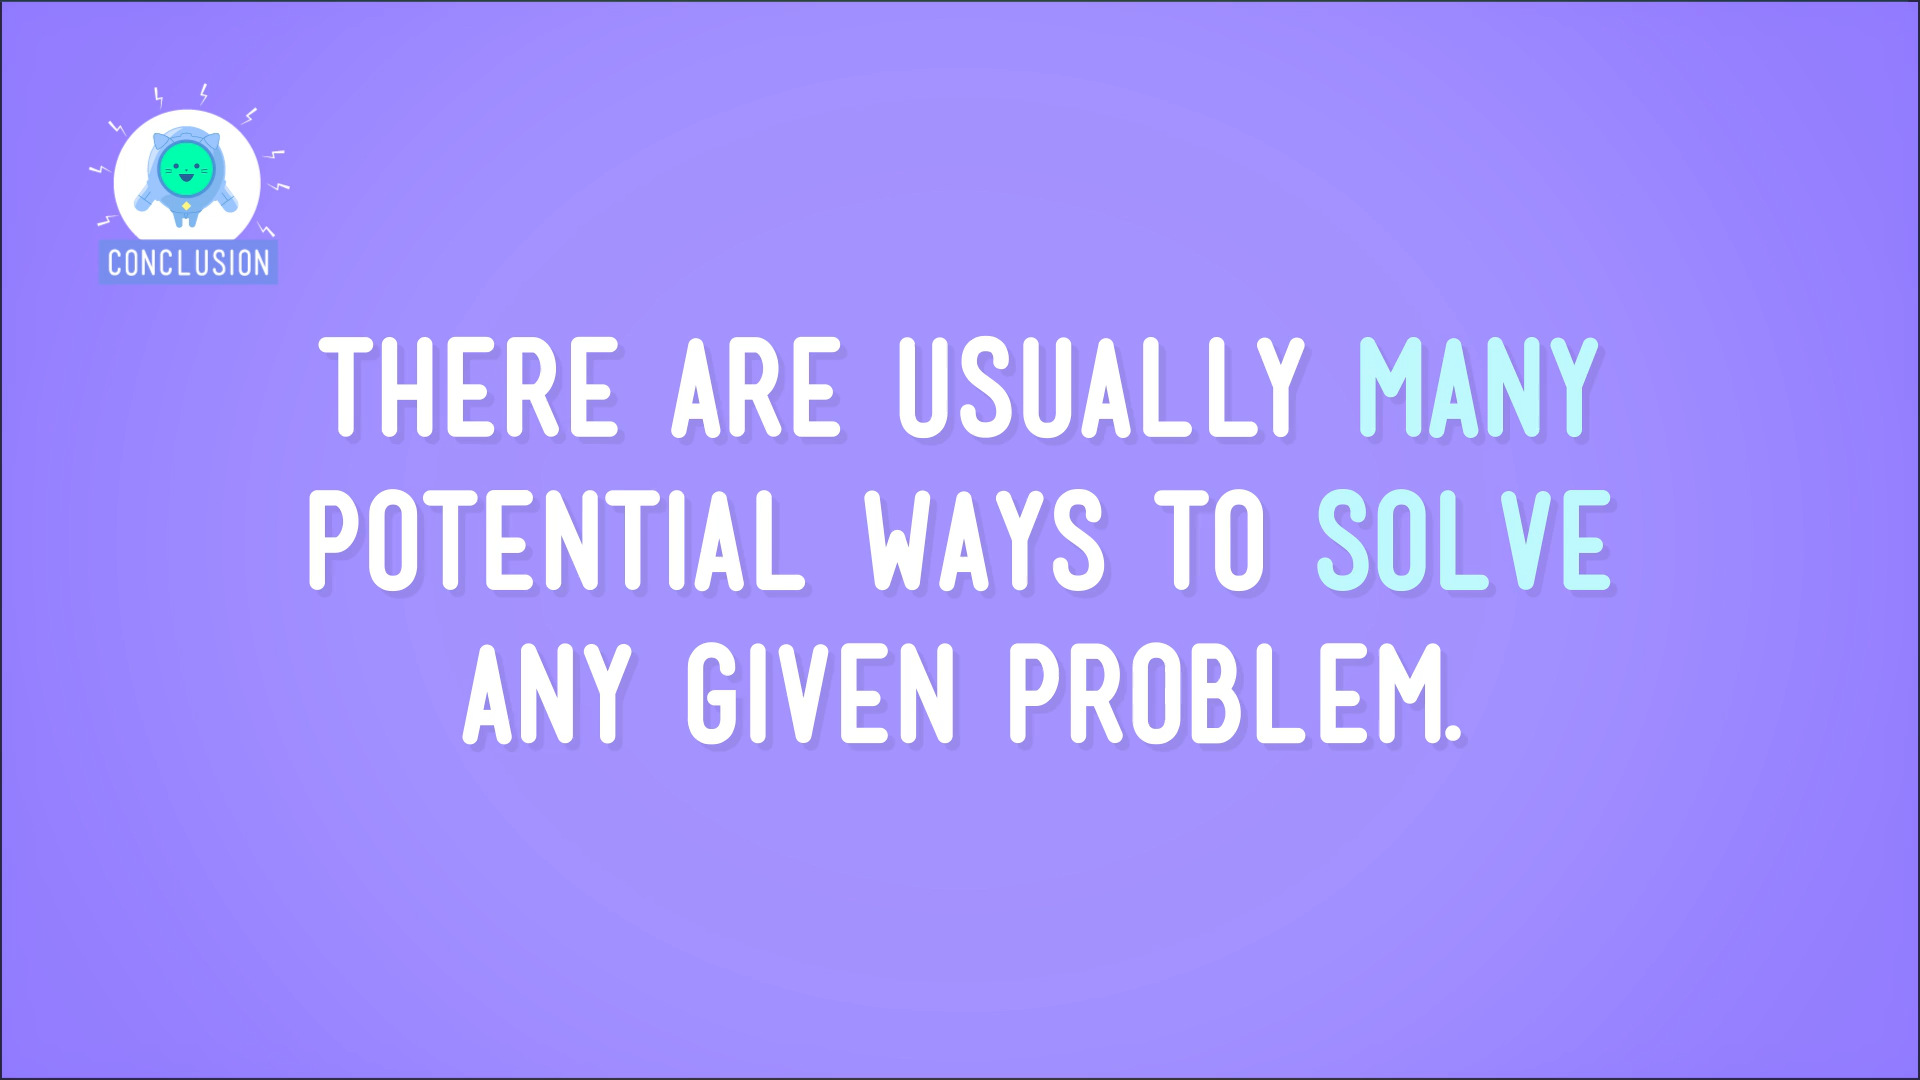 CONCLUSION
THERE ARE USUALLY MANY
POTENTIAL WAYS TO SOLVE
ANY GIVEN PROBLEM.